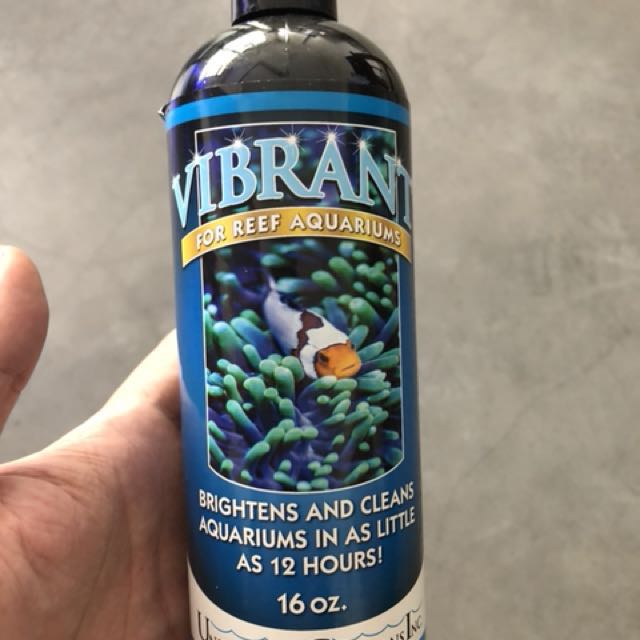 VIBRANT
FOR REEF AQUARIUMS
BRIGHTENS AND CLEANS
AQUARIUMS IN AS LITTLE
AS 12 HOURS!
16 OZ.